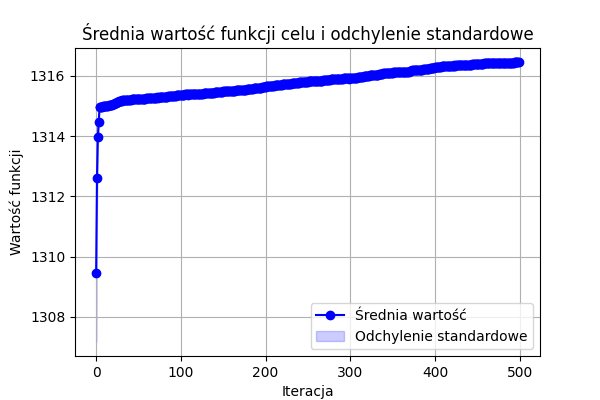 Średnia wartość funkcji celu i odchylenie standardowe
Wartość funkcji
1316
1314
1312
1310
1308
Średnia wartość
Odchylenie standardowe
0 100 200 300 400 500
Iteracja